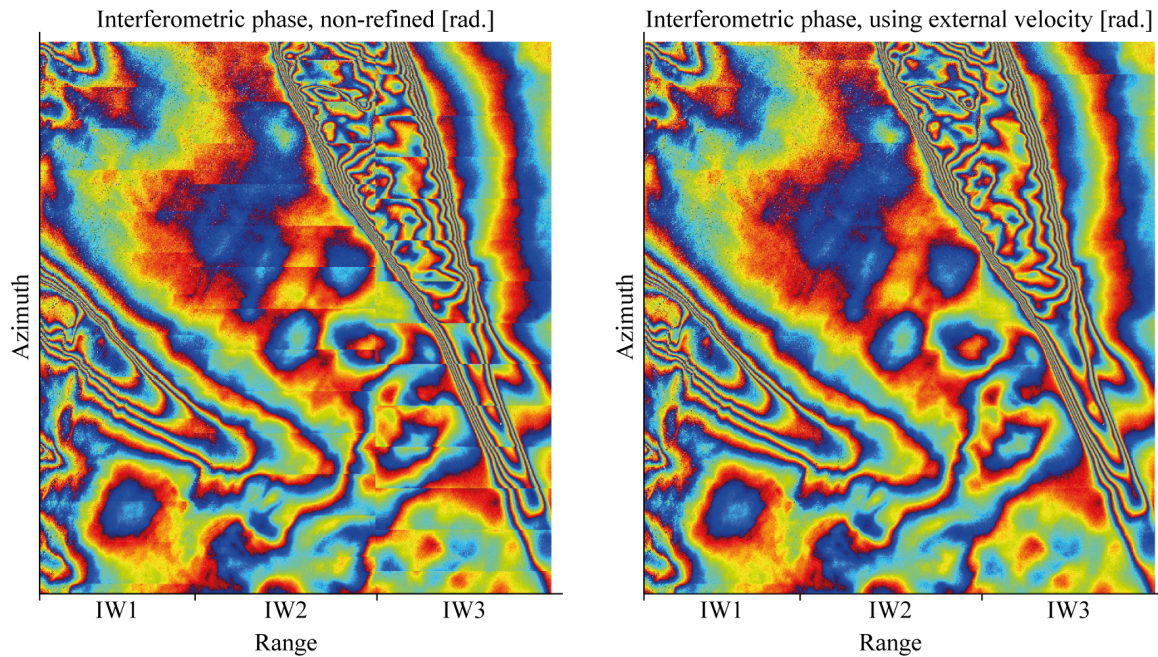 Interferometric phase, non-refined [rad.]
Azimuth
IW1 IW2 IW3
Range
Interferometric phase, using external velocity [rad.]
Azimuth
IW1 IW2 IW3
Range